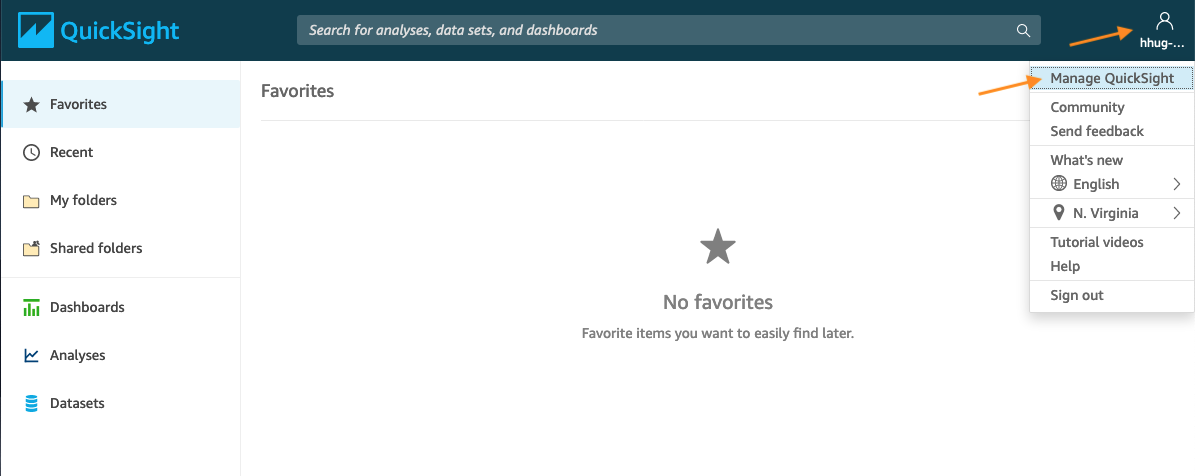 QuickSight
Search for analyses, data sets, and dashboards
hhug-...
Manage QuickSight
Community
Send feedback
What's new
English
N. Virginia
Tutorial videos
Help
Sign out
Favorites
Recent
My folders
Shared folders
Dashboards
Analyses
Datasets
Favorites
No favorites
Favorite items you want to easily find later.